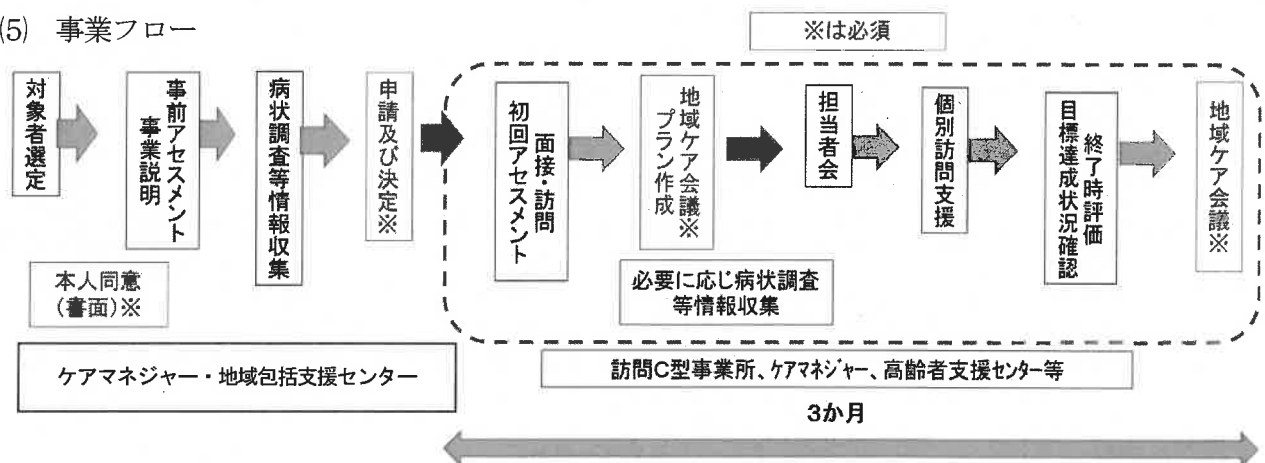 (5) 事業フロー
※は必須
対象者選定
事前アセスメント
事業説明
病状調査等情報収集
申請及び決定※
面接・訪問
初回アセスメント
地域ケア会議※
プラン作成
担当者会
個別訪問支援
終了時評価
目標達成状況確認
地域ケア会議※
本人同意
(書面)※
必要に応じ病状調査
等情報収集
ケアマネジャー・地域包括支援センター
訪問C型事業所、ケアマネジャー、高齢者支援センター等
3か月